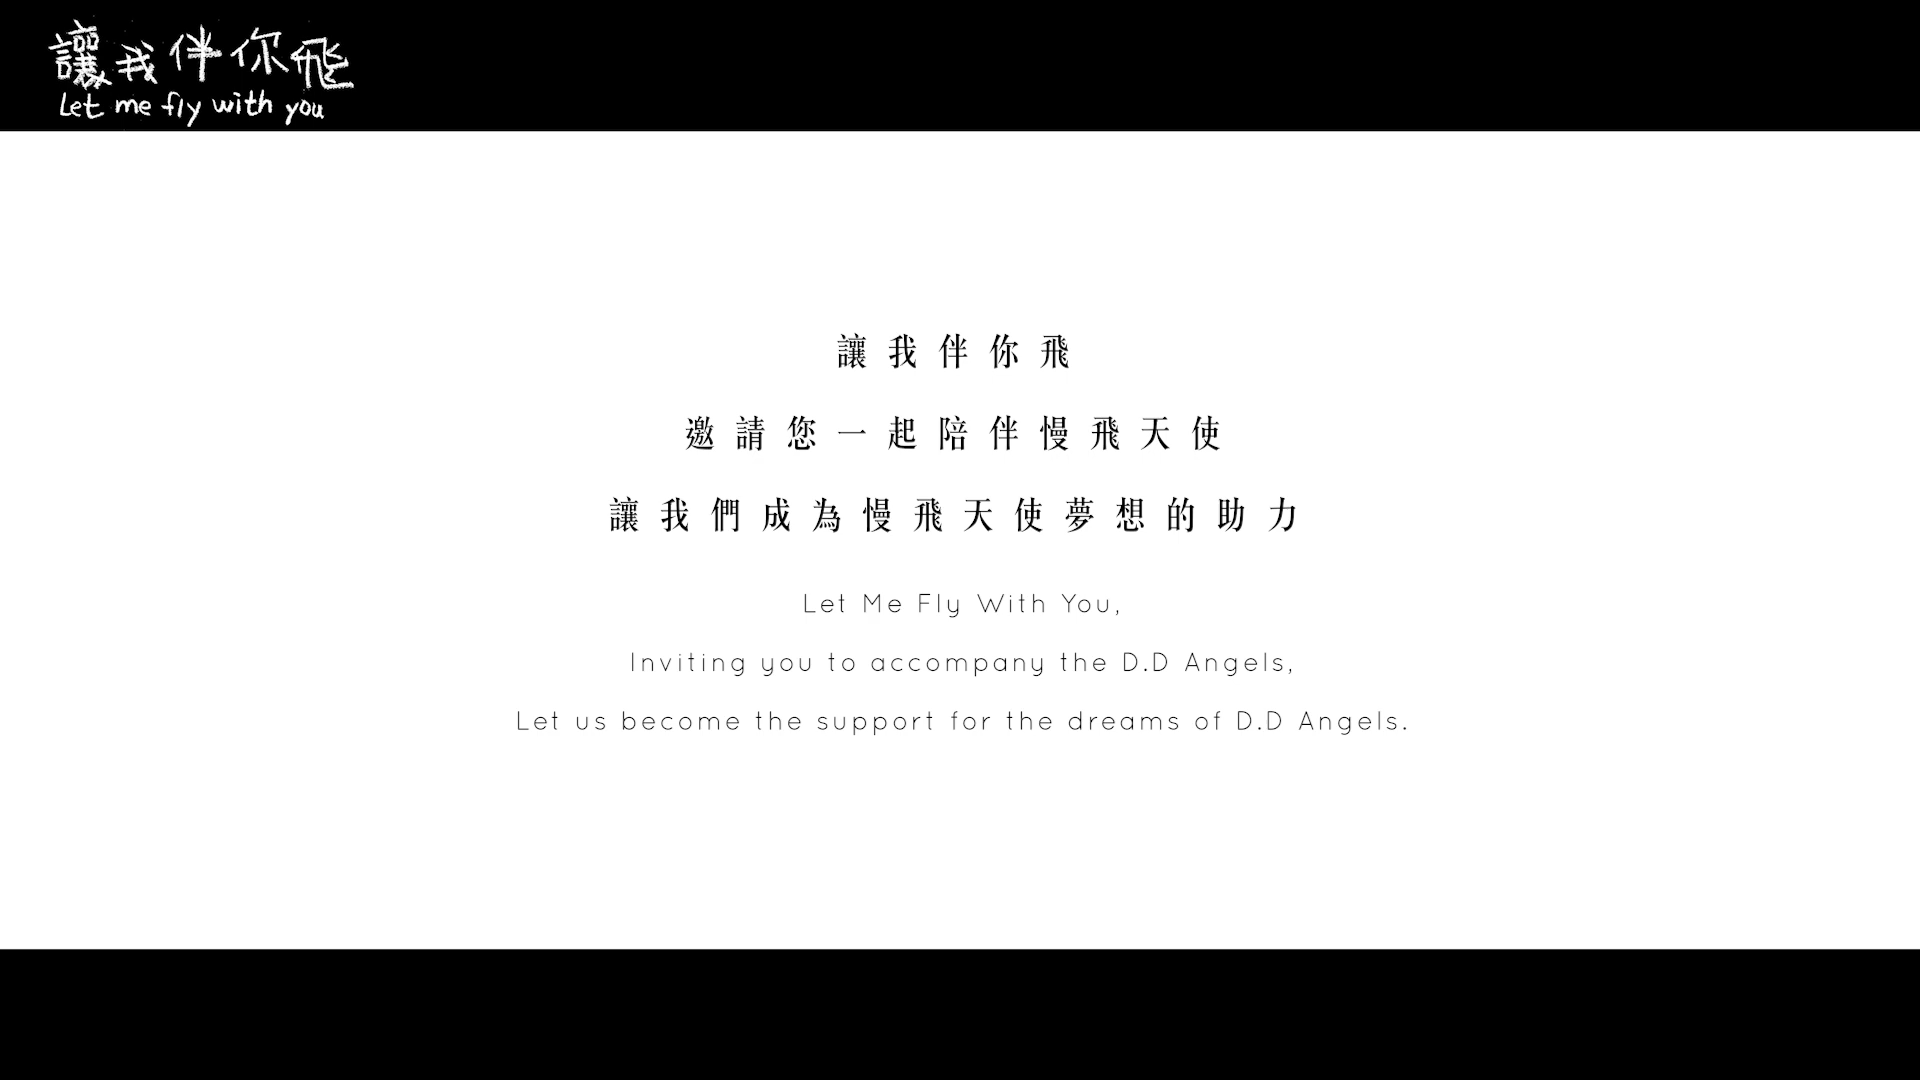 讓我伴你飛
Let me fly with you
讓我伴你飛
邀請您一起陪伴慢飛天使
讓我們成為慢飛天使夢想的助力
Let Me Fly With You,
Inviting you to accompany the D.D Angels,
Let us become the support for the dreams of D.D Angels.